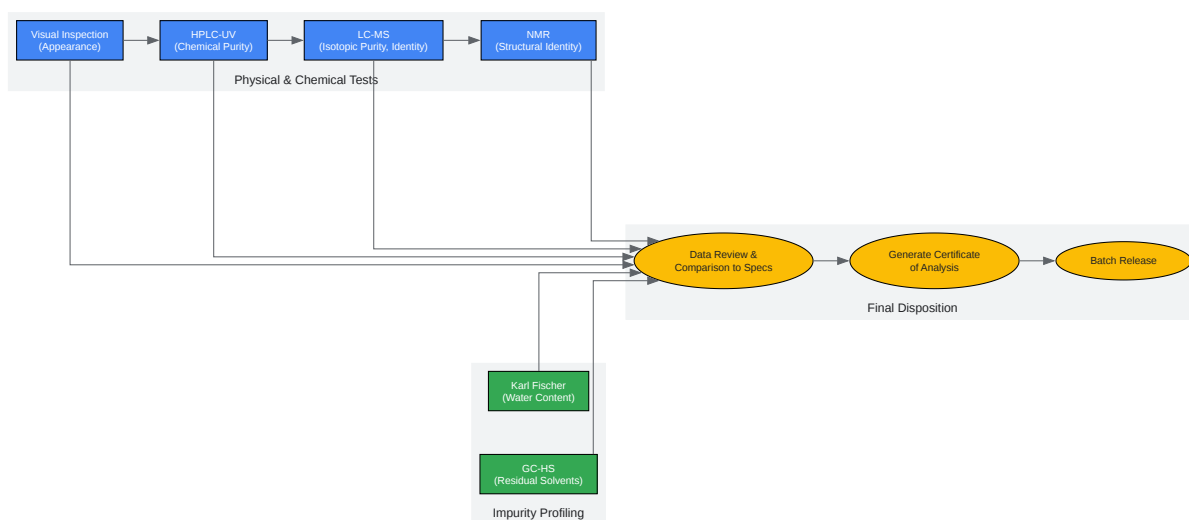 Visual Inspection
(Appearance)
HPLC-UV
(Chemical Purity)
LC-MS
(Isotopic Purity, Identity)
NMR
(Structural Identity)
Physical & Chemical Tests
Data Review &
Comparison to Specs
Generate Certificate
of Analysis
Batch Release
Final Disposition
Karl Fischer
(Water Content)
GC-HS
(Residual Solvents)
Impurity Profiling